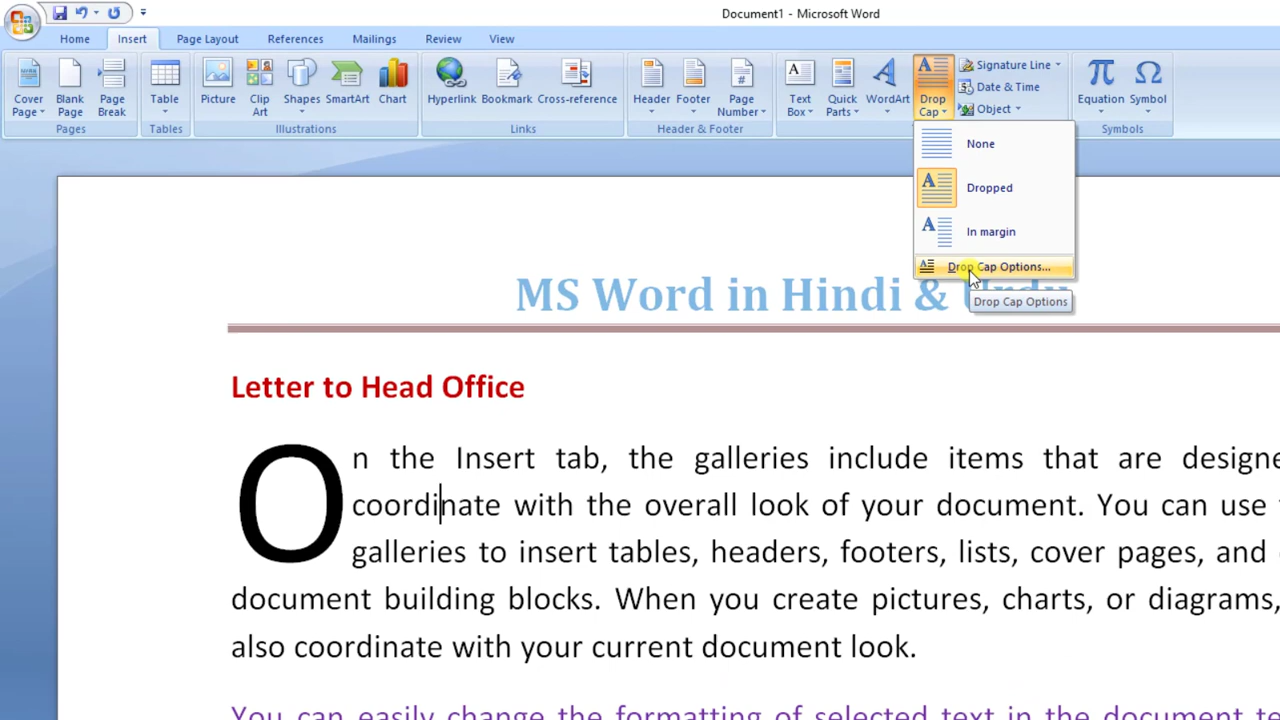 Document1 - Microsoft Word
Home Insert Page Layout References Mailings Review View
Cover Page Blank Page Page Break Table Picture Clip Art Shapes SmartArt Chart Hyperlink Bookmark Cross-reference Header Footer Page Number Text Box Quick Parts WordArt Drop Cap Signature Line Date & Time Object Equation Symbol
Pages Tables Illustrations Links Header & Footer Symbols
None
Dropped
In margin
Drop Cap Options...
Drop Cap Options
MS Word in Hindi &
Letter to Head Office
On the Insert tab, the galleries include items that are
coordinate with the overall look of your document. You can use
galleries to insert tables, headers, footers, lists, cover pages, and
document building blocks. When you create pictures, charts, or diagrams,
also coordinate with your current document look.
You can easily change the formatting of selected text in the document